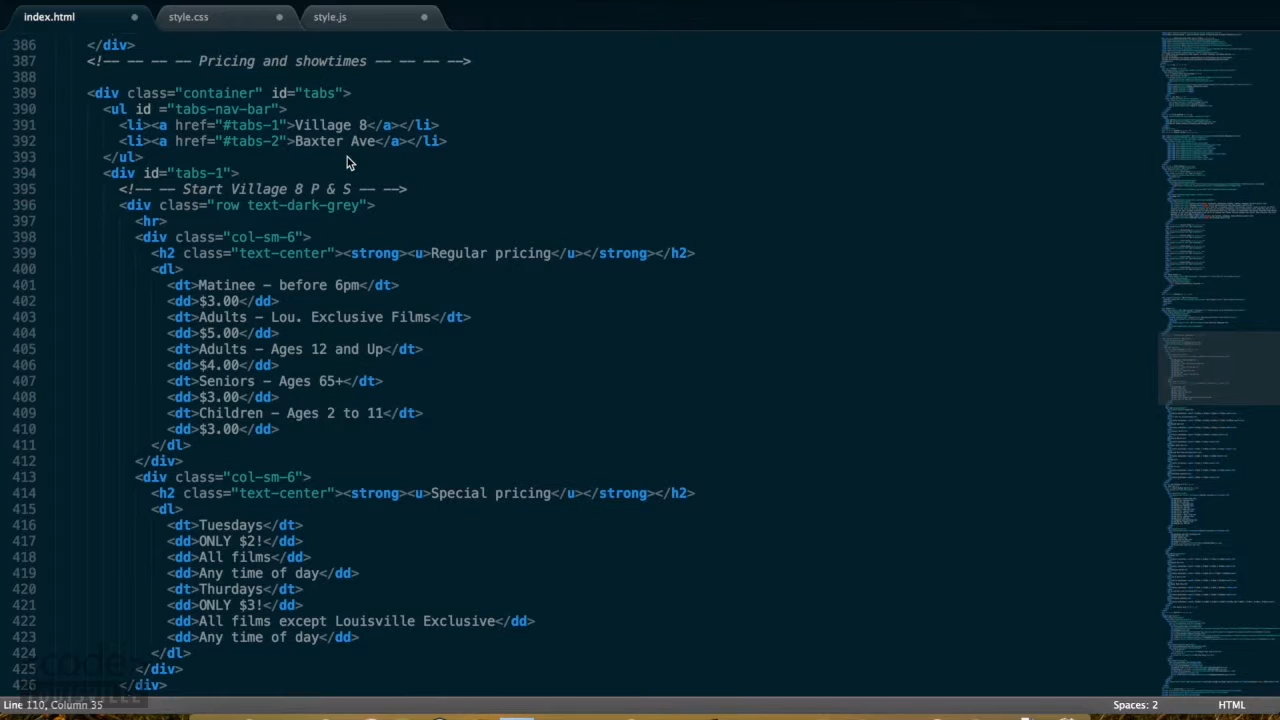 index.html style.css style.js
386 </div>
387 <!-- -- -- -- Pricing and showtimes -- -- -- -->
388
389 <div class="container" id="tabs">
390 <ul id ="tabs-nav-bar">
391 <li><a href="#tabs-1">Village 8</a></li>
392 <li><a href="#tabs-2">Baxter Ave</a></li>
393 </ul>
394 <div id="tabs-1">
395 <!-- -- Start Village 8 P & S -- -->
396 <div class="row text-dark-grey">
397 <hr>
398 <div class="col-sm-6">
399 <h2 class="text-center"><strong><u>Regular pricing</u></strong></h2>
400 <dl>
401 <dt>Matinee - before 6pm</dt>
402 <dd>$3.00</dd>
403 <dt>Adults - Lou. Exclusive Films</dt>
404 <dd>$5.00</dd>
405 <dt>Adults - Ages 12 and Up</dt>
406 <dd>$4.00</dd>
407 <dt>Seniors - Ages 65+</dt>
408 <dd>$3.00</dd>
409 <dt>Children - Ages 2 to 11</dt>
410 <dd>$3.00</dd>
411 </dl>
412 </div>
413 <div class="col-sm-6">
414 <h2 class="text-center"><strong><u>Special pricing</u></strong></h2>
415 <dl>
416 <dt>Tuesdays</dt>
417 <dd>ONLY $2!</dd>
418 <dd>All films</dd>
419 <dd>Any time of day</dd>
420 <dt>Thurdays</dt>
421 <dd>ONLY $3!</dd>
422 <dd>All films except Louisville Exclusve</dd>
423 <dd>Any time of day</dd>
424 </dl>
425 </div>
426 </div>
Line 110, Column 35 Spaces: 2 HTML